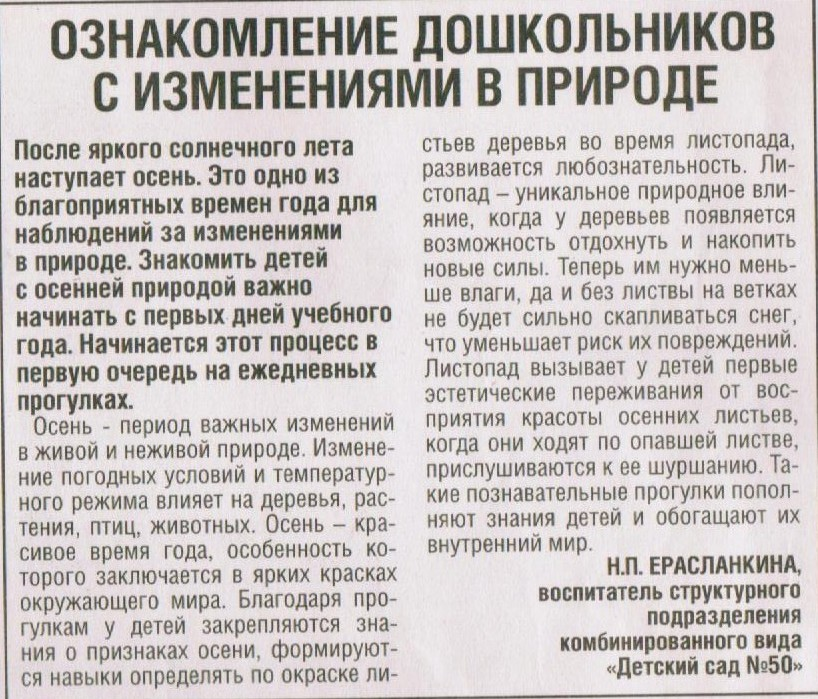 ОЗНАКОМЛЕНИЕ ДОШКОЛЬНИКОВ
С ИЗМЕНЕНИЯМИ В ПРИРОДЕ
После яркого солнечного лета
наступает осень. Это одно из
благоприятных времен года для
наблюдений за изменениями
в природе. Знакомить детей
с осенней природой важно
начинать с первых дней учебного
года. Начинается этот процесс в
первую очередь на ежедневных
прогулках.
Осень - период важных изменений
в живой и неживой природе. Измене-
ние погодных условий и температур-
ного режима влияет на деревья, рас-
тения, птиц, животных. Осень – кра-
сивое время года, особенность ко-
торого заключается в ярких красках
окружающего мира. Благодаря про-
гулкам у детей закрепляются зна-
ния о признаках осени, формируют-
ся навыки определять по окраске ли-
стьев деревья во время листопада,
развивается любознательность. Ли-
стопад – уникальное природное вли-
яние, когда у деревьев появляется
возможность отдохнуть и накопить
новые силы. Теперь им нужно мень-
ше влаги, да и без листвы на ветках
не будет сильно скапливаться снег,
что уменьшает риск их повреждений.
Листопад вызывает у детей первые
эстетические переживания от вос-
приятия красоты осенних листьев,
когда они ходят по опавшей листве,
прислушиваются к ее шуршанию. Та-
кие познавательные прогулки попол-
няют знания детей и обогащают их
внутренний мир.
Н.П. ЕРАСЛАНКИНА,
воспитатель структурного
подразделения
комбинированного вида
«Детский сад №50»